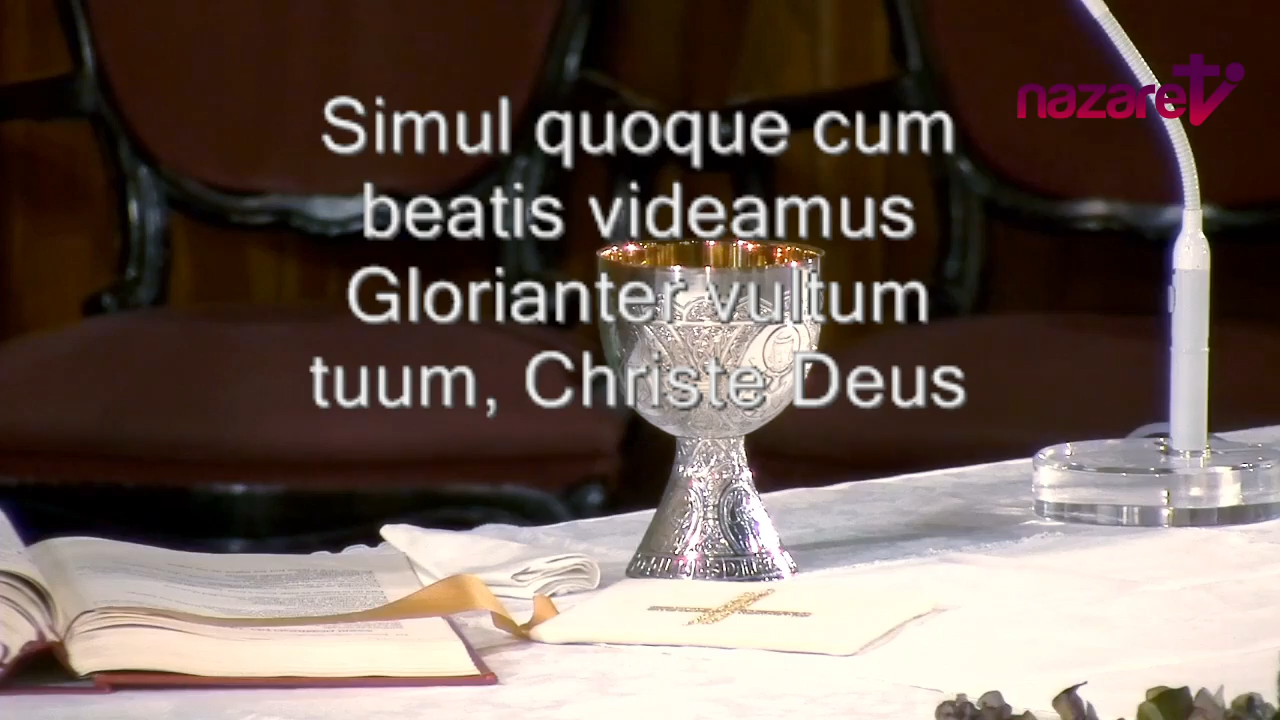 nazaretv
Simul quoque cum
beatis videamus
Glorianter vultum
tuum, Christe Deus